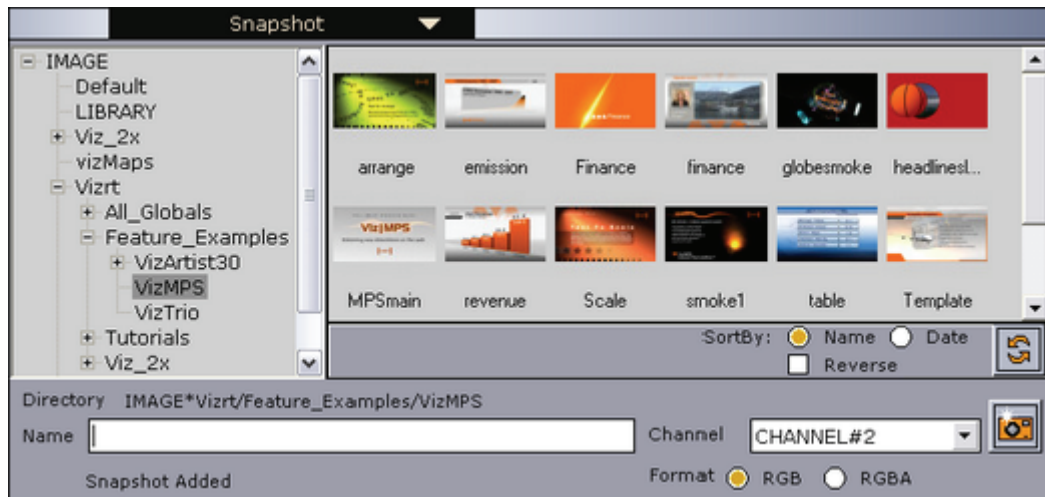 Snapshot
IMAGE
Default
LIBRARY
Viz_2x
vizMaps
Vizrt
All_Globals
Feature_Examples
VizArtist30
VizMPS
VizTrio
Tutorials
Viz_2x
arrange
emission
Finance
finance
globesmoke
headlinesl...
Viz|MPS
MPSmain
revenue
Scale
smoke1
table
Template
SortBy:
Name
Date
Reverse
Directory IMAGE*Vizrt/Feature_Examples/VizMPS
Name
Channel CHANNEL#2
Snapshot Added
Format RGB RGBA